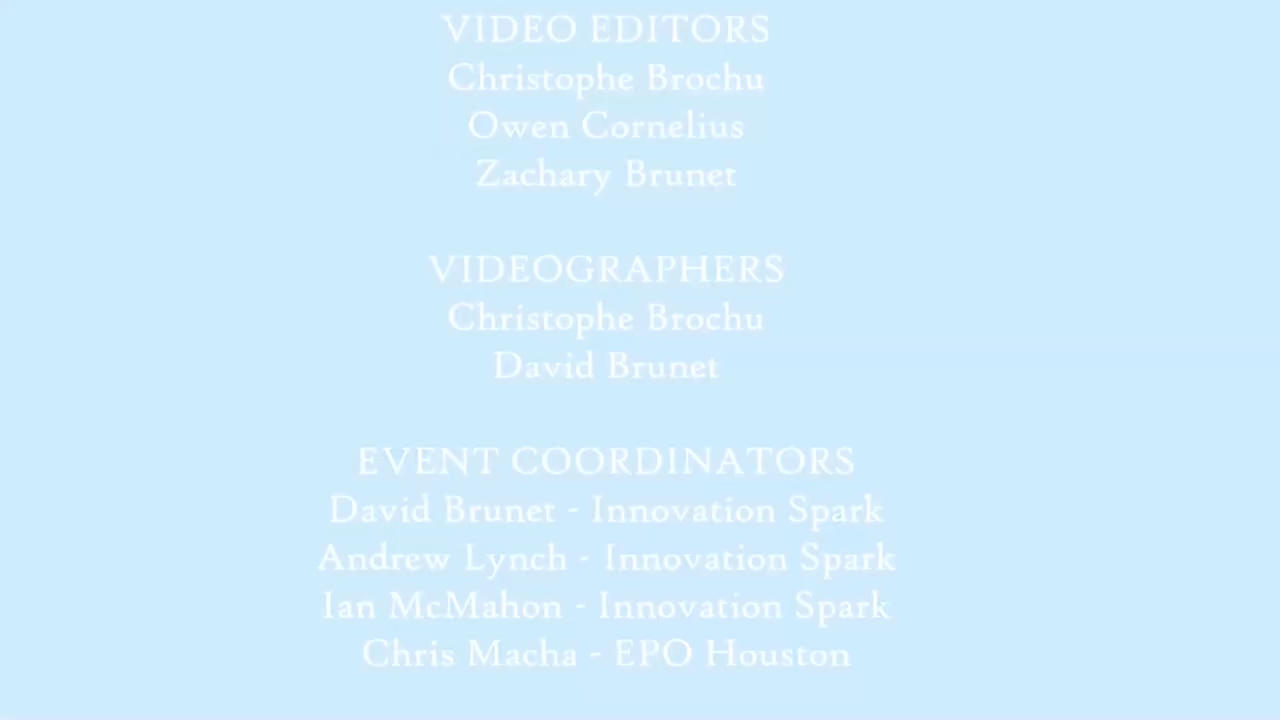 VIDEO EDITORS
Christophe Brochu
Owen Cornelius
Zachary Brunet
VIDEOGRAPHERS
Christophe Brochu
David Brunet
EVENT COORDINATORS
David Brunet - Innovation Spark
Andrew Lynch - Innovation Spark
Ian McMahon - Innovation Spark
Chris Macha - EPO Houston